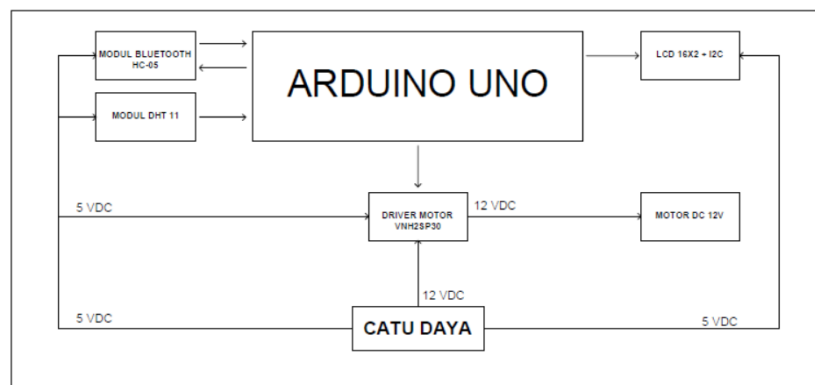 MODUL BLUETOOTH
HC-05
ARDUINO UNO
LCD 16X2 + I2C
MODUL DHT 11
5 VDC
DRIVER MOTOR
VNH2SP30
12 VDC
MOTOR DC 12V
12 VDC
5 VDC
CATU DAYA
5 VDC